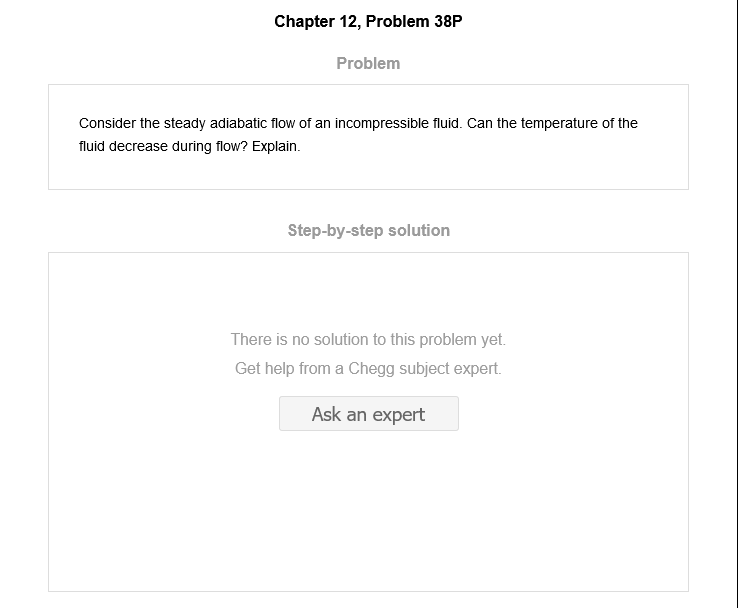 Chapter 12, Problem 38P
Problem
Consider the steady adiabatic flow of an incompressible fluid. Can the temperature of the
fluid decrease during flow? Explain.
Step-by-step solution
There is no solution to this problem yet.
Get help from a Chegg subject expert.
Ask an expert